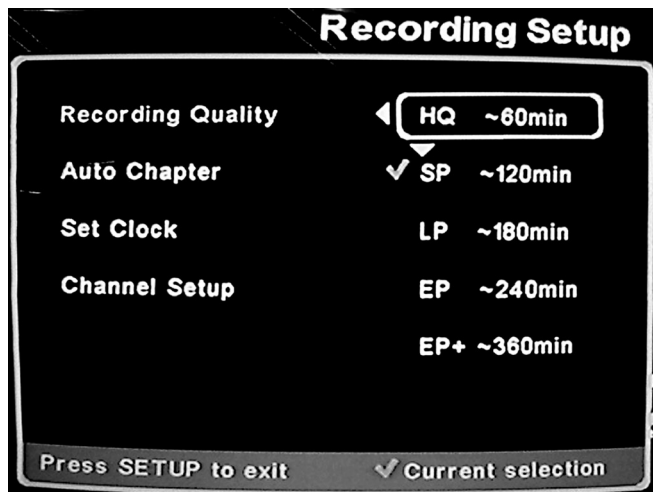 Recording Setup
Recording Quality HQ ~60min
Auto Chapter SP ~120min
Set Clock LP ~180min
Channel Setup EP ~240min
EP+ ~360min
Press SETUP to exit Current selection